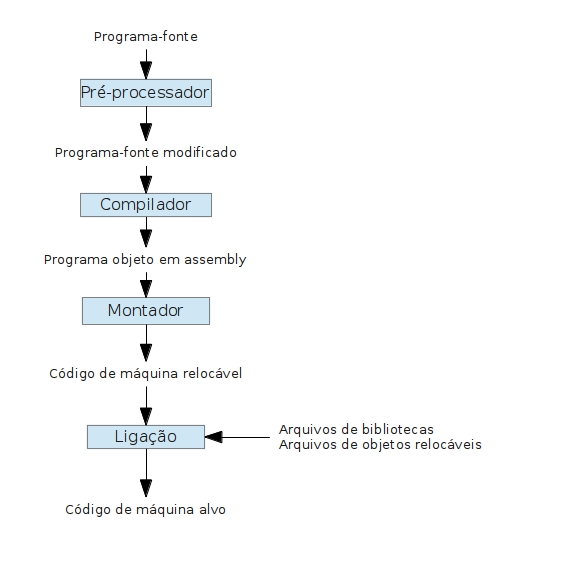 Programa-fonte
Pré-processador
Programa-fonte modificado
Compilador
Programa objeto em assembly
Montador
Código de máquina relocável
Ligação
Arquivos de bibliotecas
Arquivos de objetos relocáveis
Código de máquina alvo